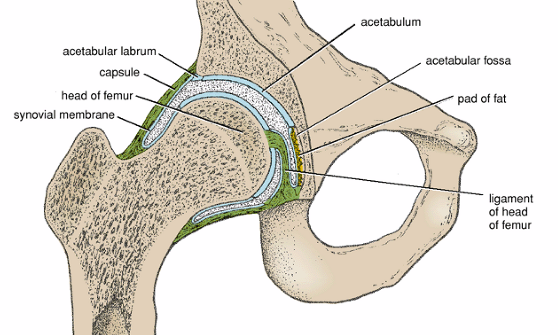 acetabulum
acetabular labrum
acetabular fossa
capsule
head of femur
pad of fat
synovial membrane
ligament
of head
of femur